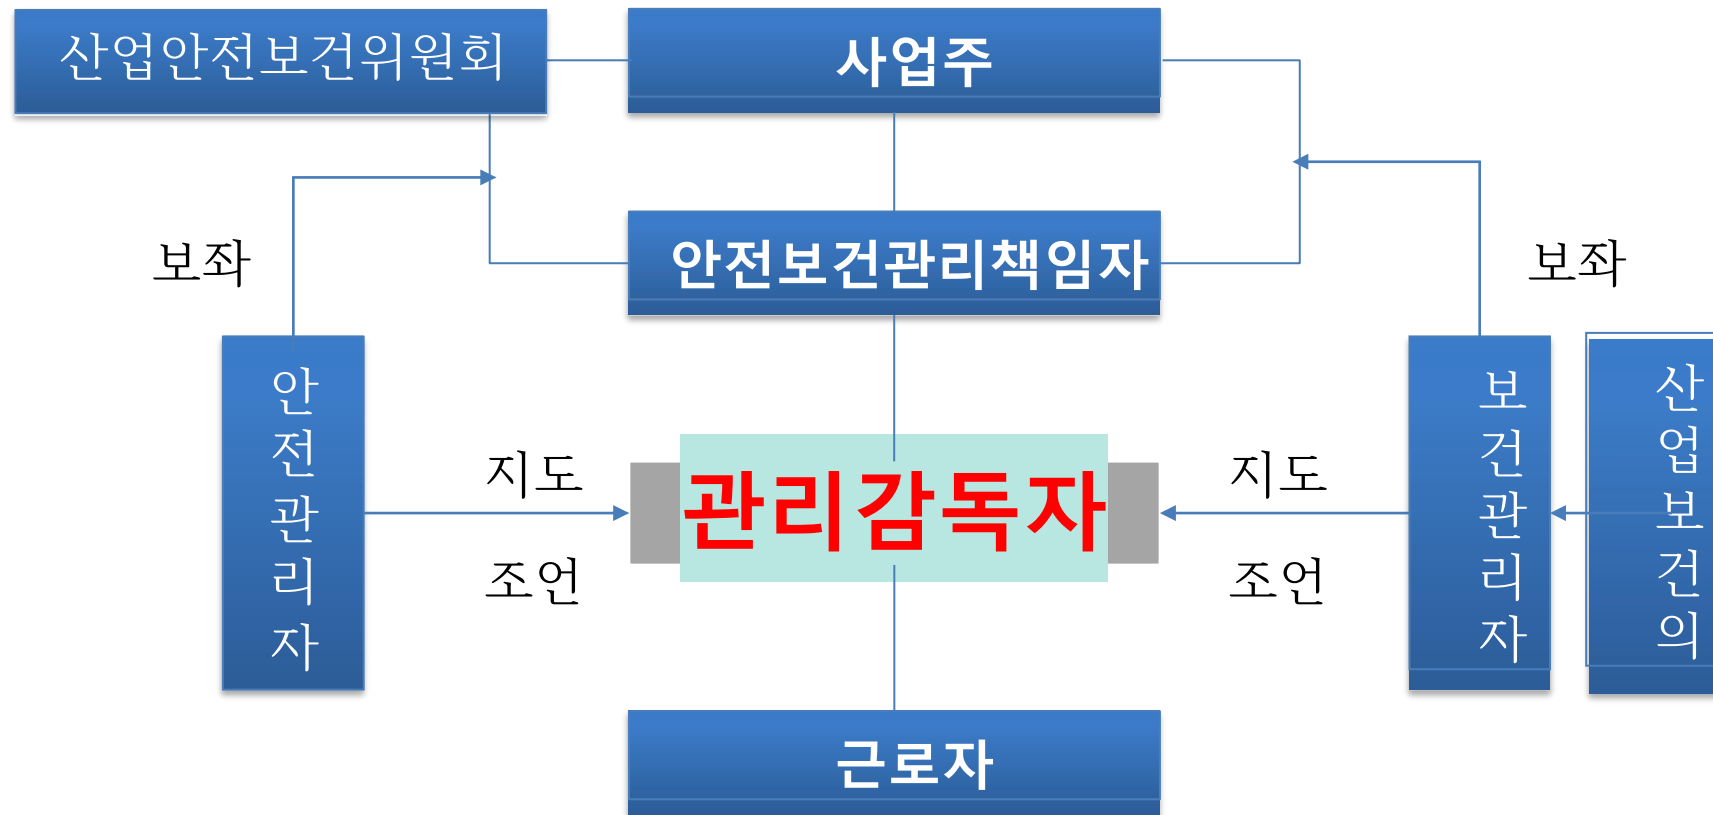 산업안전보건위원회
사업주
안전보건관리책임자
보좌
보좌
안전관리자
지도
조언
관리감독자
지도
조언
보건관리자
산업보건의
근로자